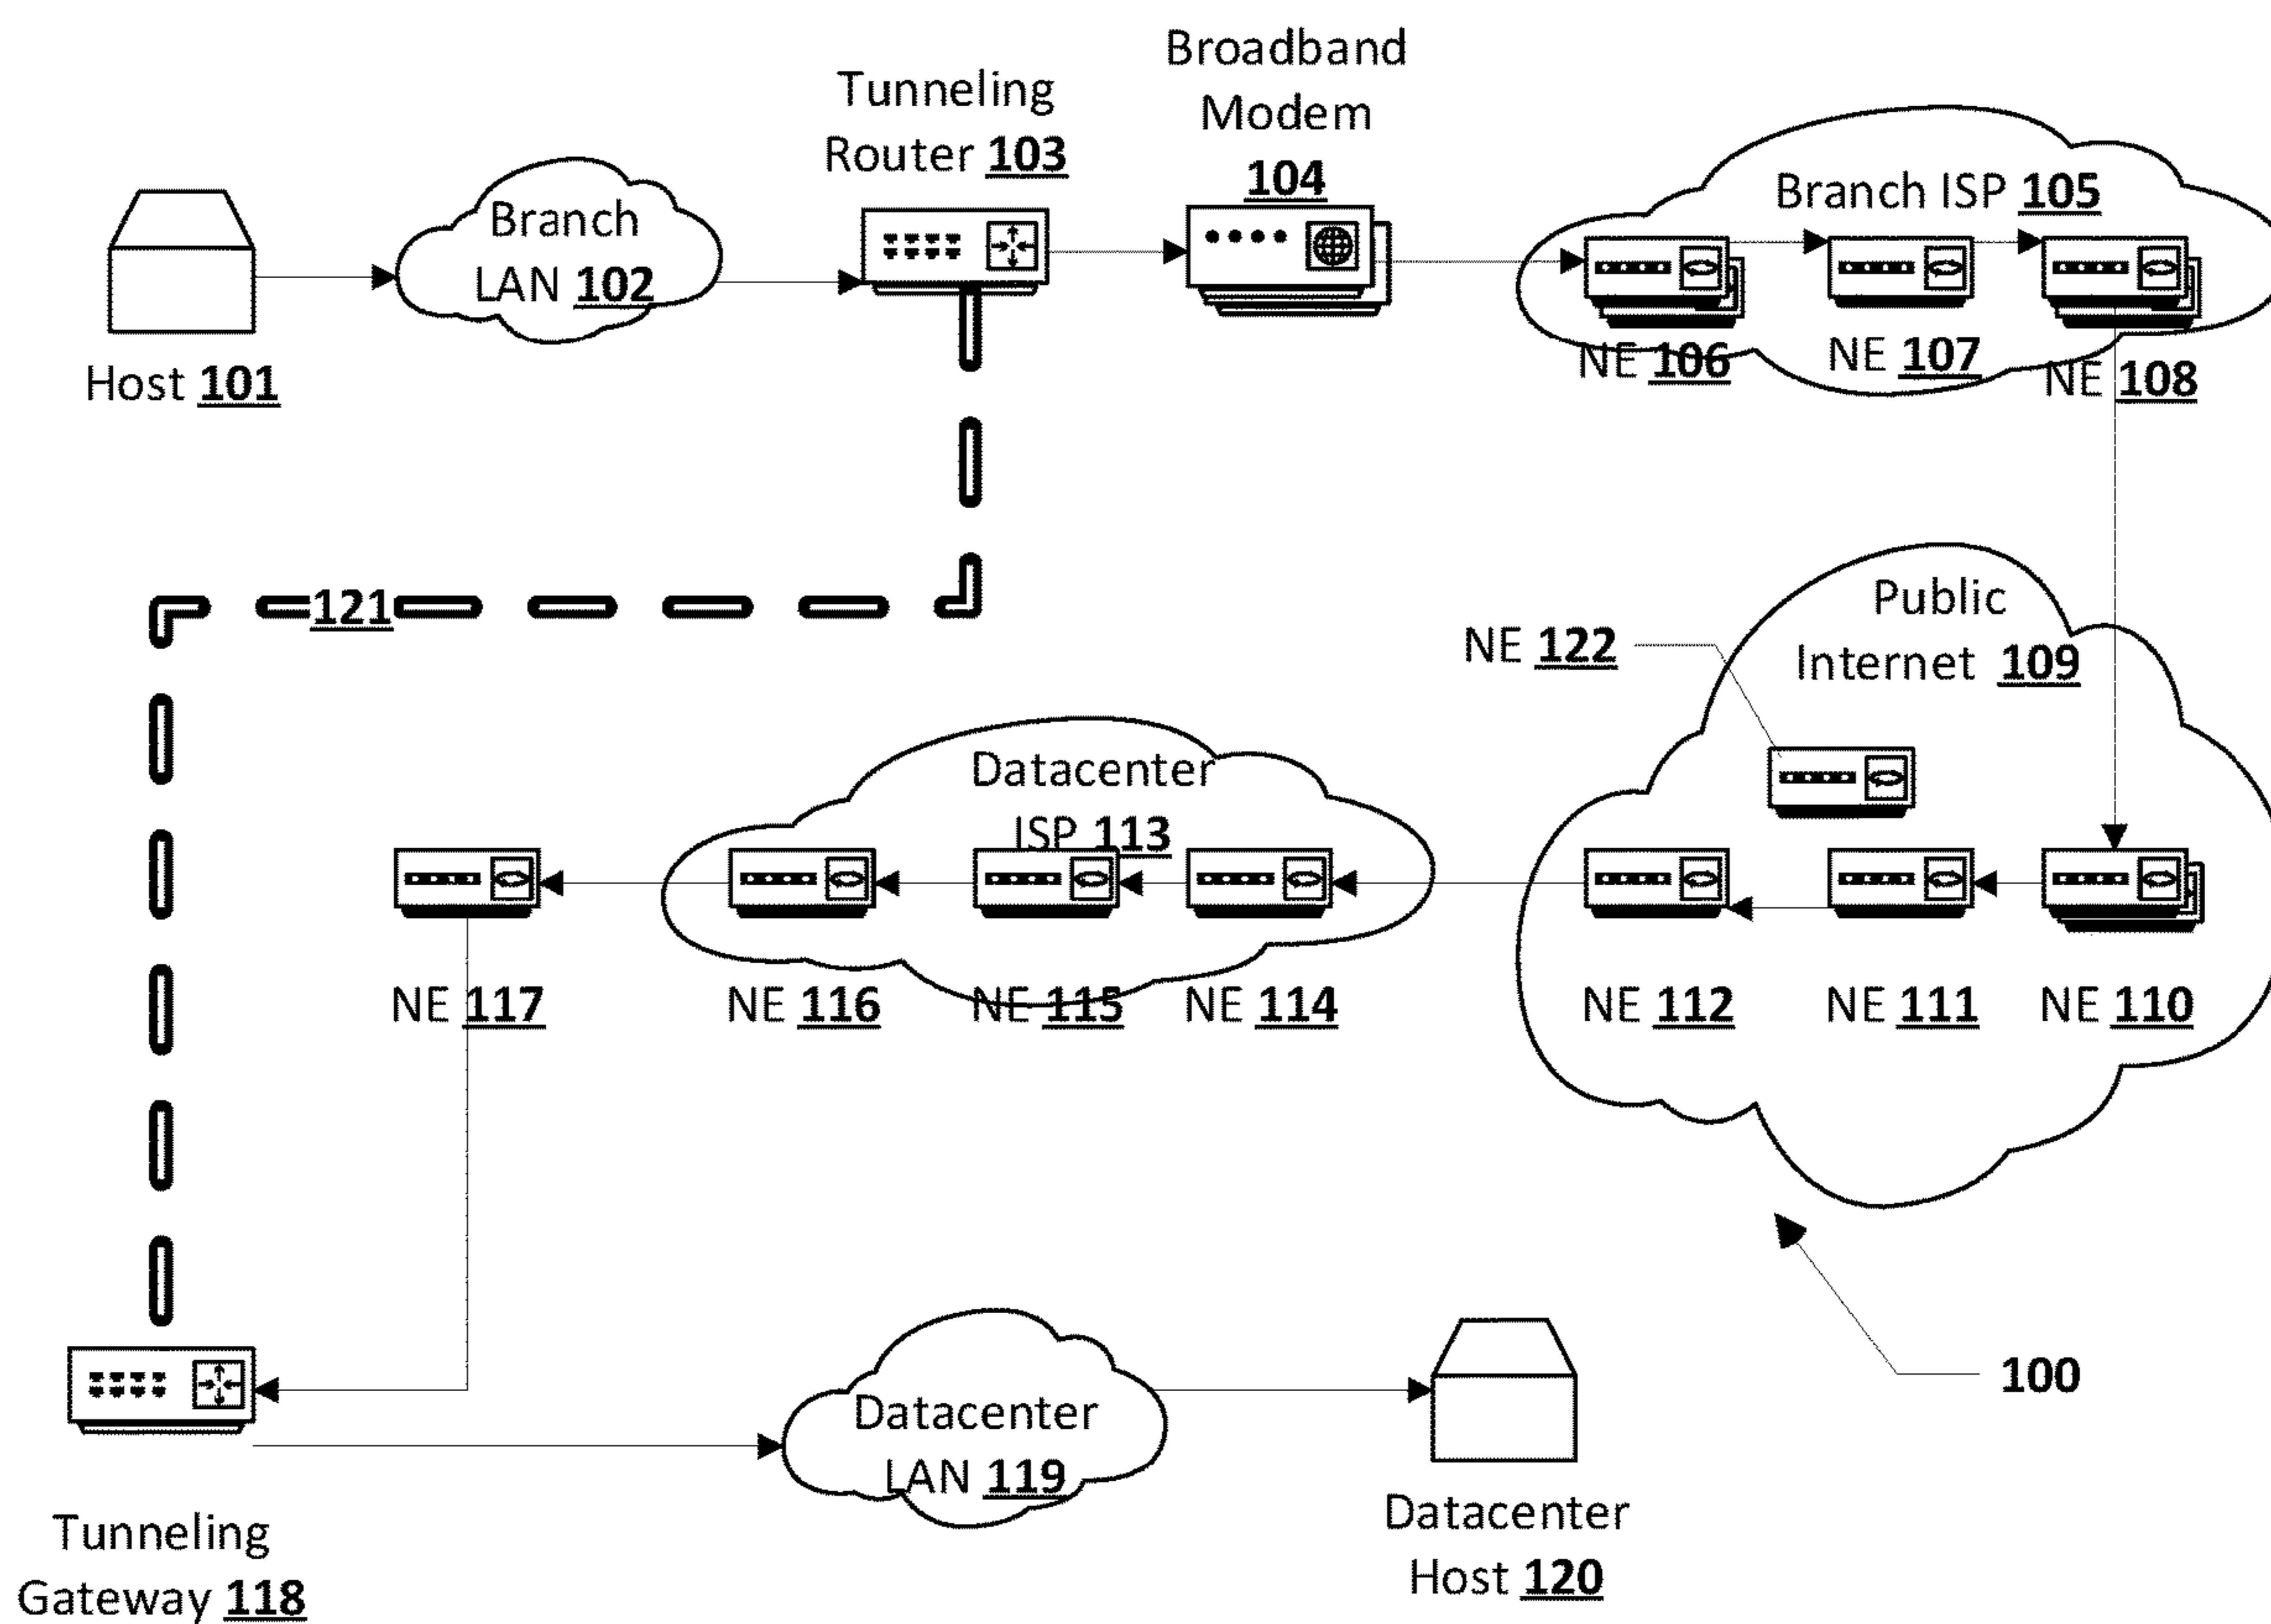 Broadband
Modem
104
Tunneling
Router 103
Branch ISP 105
Branch
LAN 102
Host 101
NE 106
NE 107
NE 108
121
Public
Internet 109
NE 122
Datacenter
ISP 113
NE 117
NE 116
NE 115
NE 114
NE 112
NE 111
NE 110
100
Datacenter
LAN 119
Datacenter
Host 120
Tunneling
Gateway 118